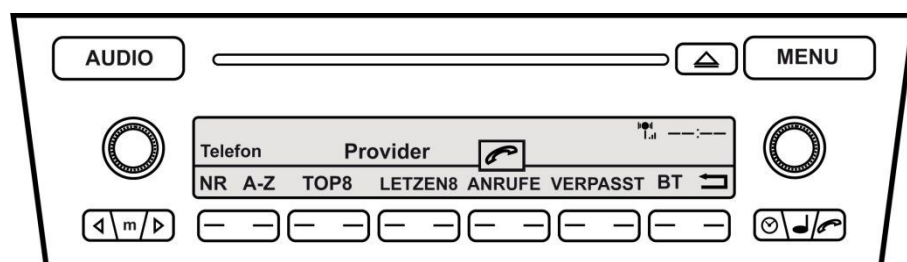 AUDIO MENU
--:--
Telefon Provider
NR A-Z TOP8 LETZEN8 ANRUFE VERPASST BT
m